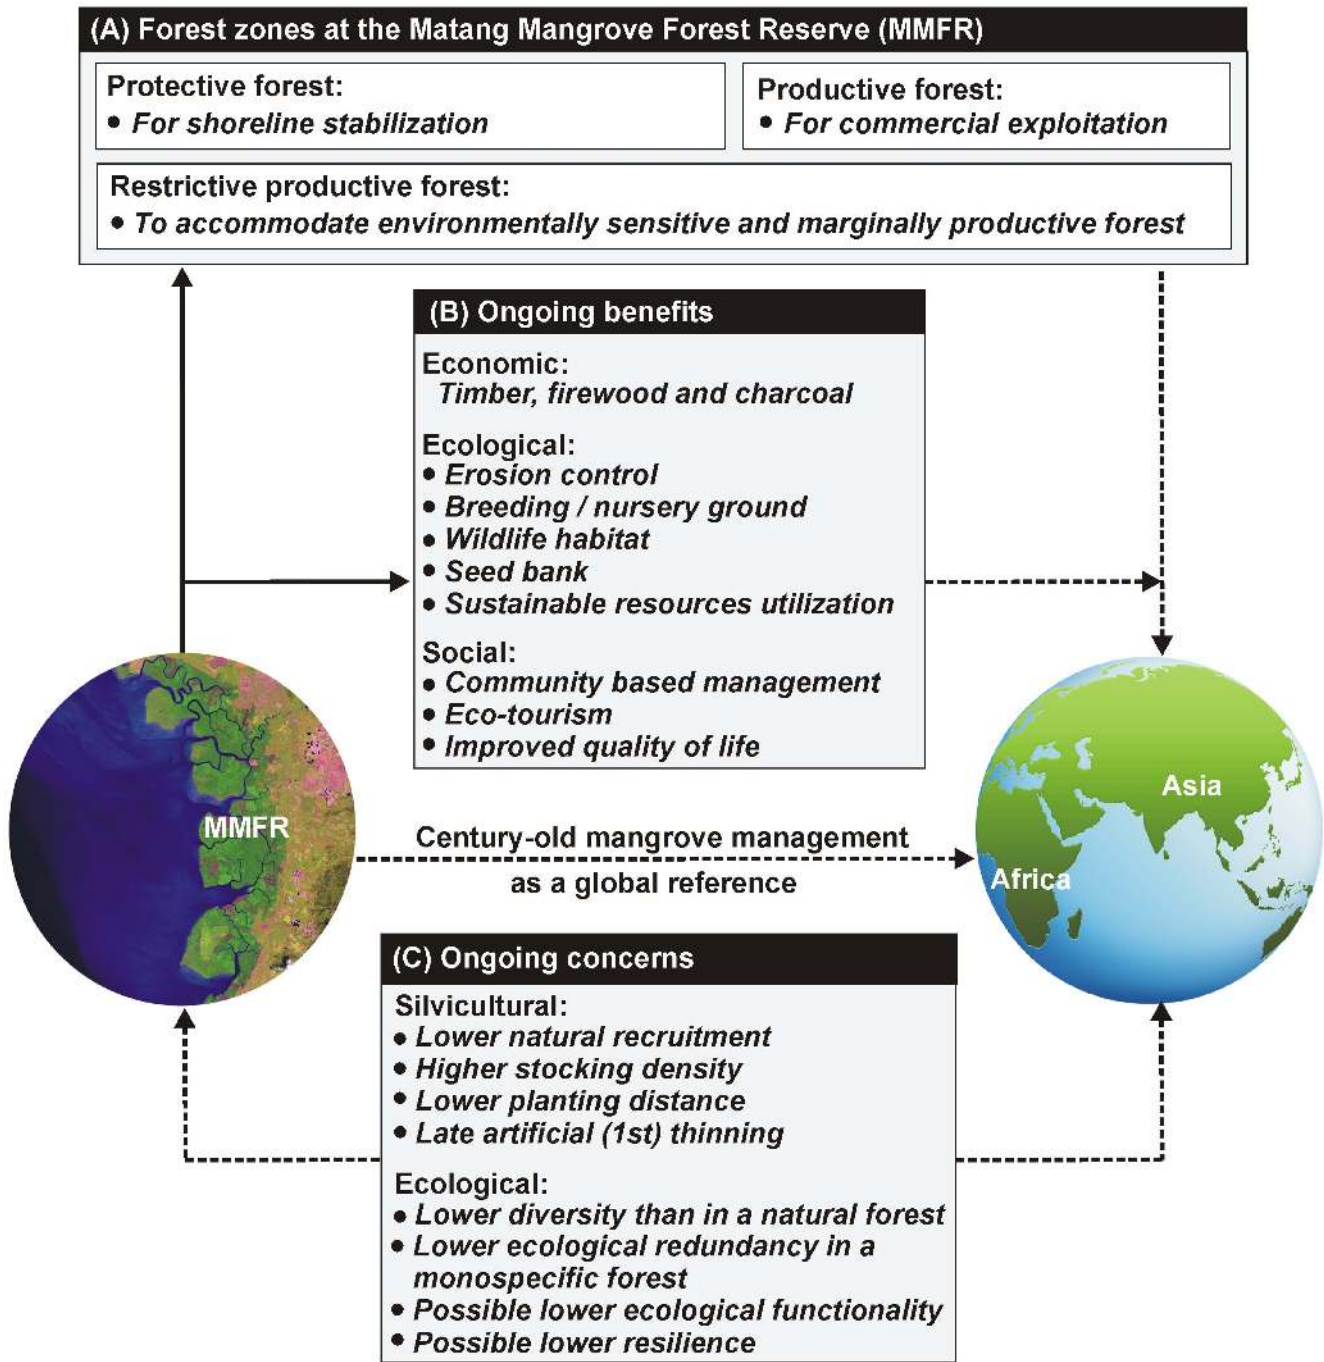 (A) Forest zones at the Matang Mangrove Forest Reserve (MMFR)
Protective forest:
• For shoreline stabilization
Productive forest:
• For commercial exploitation
Restrictive productive forest:
• To accommodate environmentally sensitive and marginally productive forest
(B) Ongoing benefits
Economic:
Timber, firewood and charcoal
Ecological:
• Erosion control
• Breeding / nursery ground
• Wildlife habitat
• Seed bank
• Sustainable resources utilization
Social:
• Community based management
• Eco-tourism
• Improved quality of life
MMFR
Century-old mangrove management
as a global reference
Asia
Africa
(C) Ongoing concerns
Silvicultural:
• Lower natural recruitment
• Higher stocking density
• Lower planting distance
• Late artificial (1st) thinning
Ecological:
• Lower diversity than in a natural forest
• Lower ecological redundancy in a
monospecific forest
• Possible lower ecological functionality
• Possible lower resilience